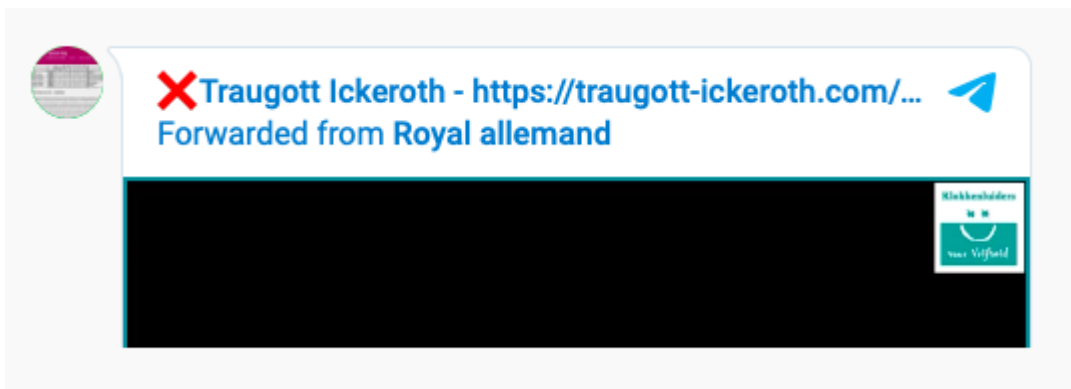 ❌Traugott Ickeroth - https://traugott-ickeroth.com/...
Forwarded from Royal allemand
Klokkenluiders
voor Vrijheid